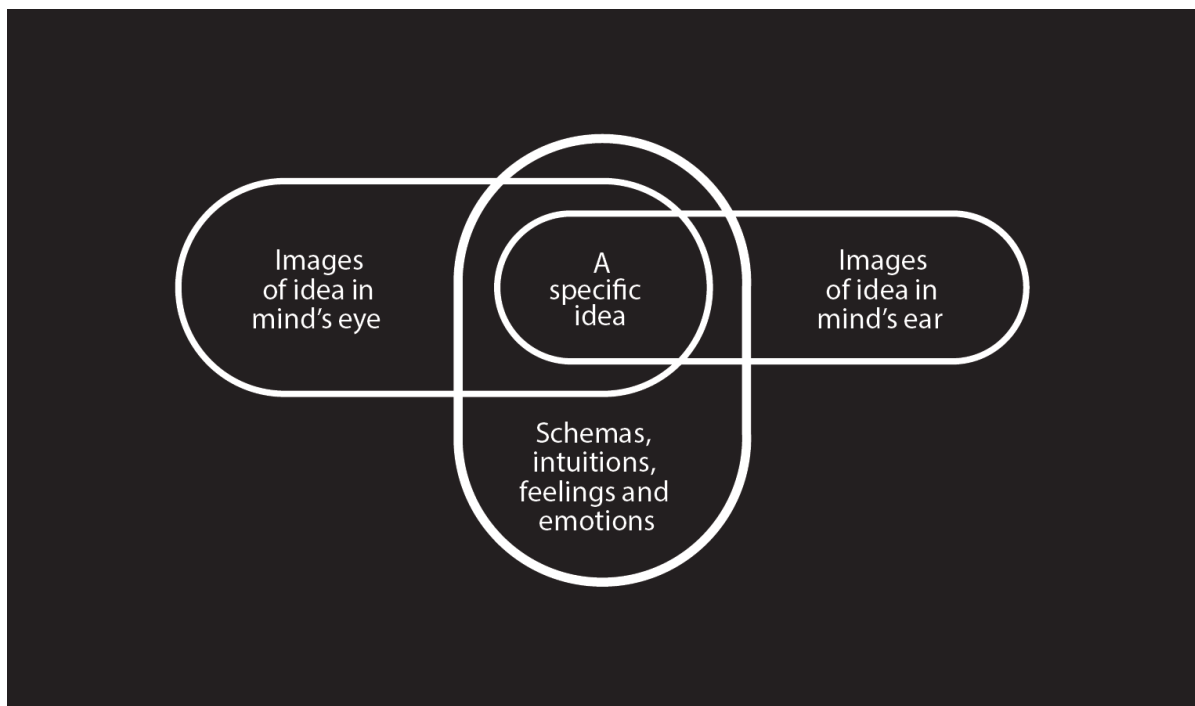 Images
of idea in
mind’s eye
A
specific
idea
Images
of idea in
mind’s ear
Schemas,
intuitions,
feelings and
emotions